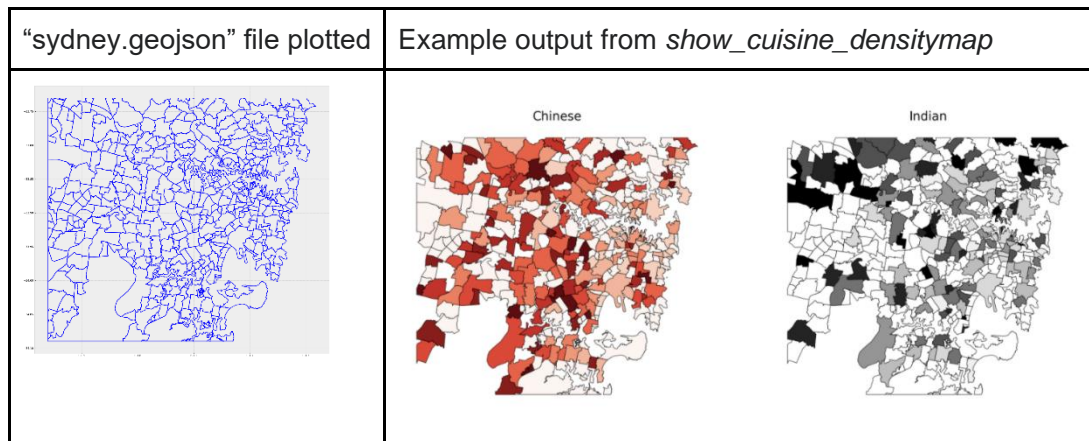 “sydney.geojson” file plotted
Example output from show_cuisine_densitymap
Chinese
Indian